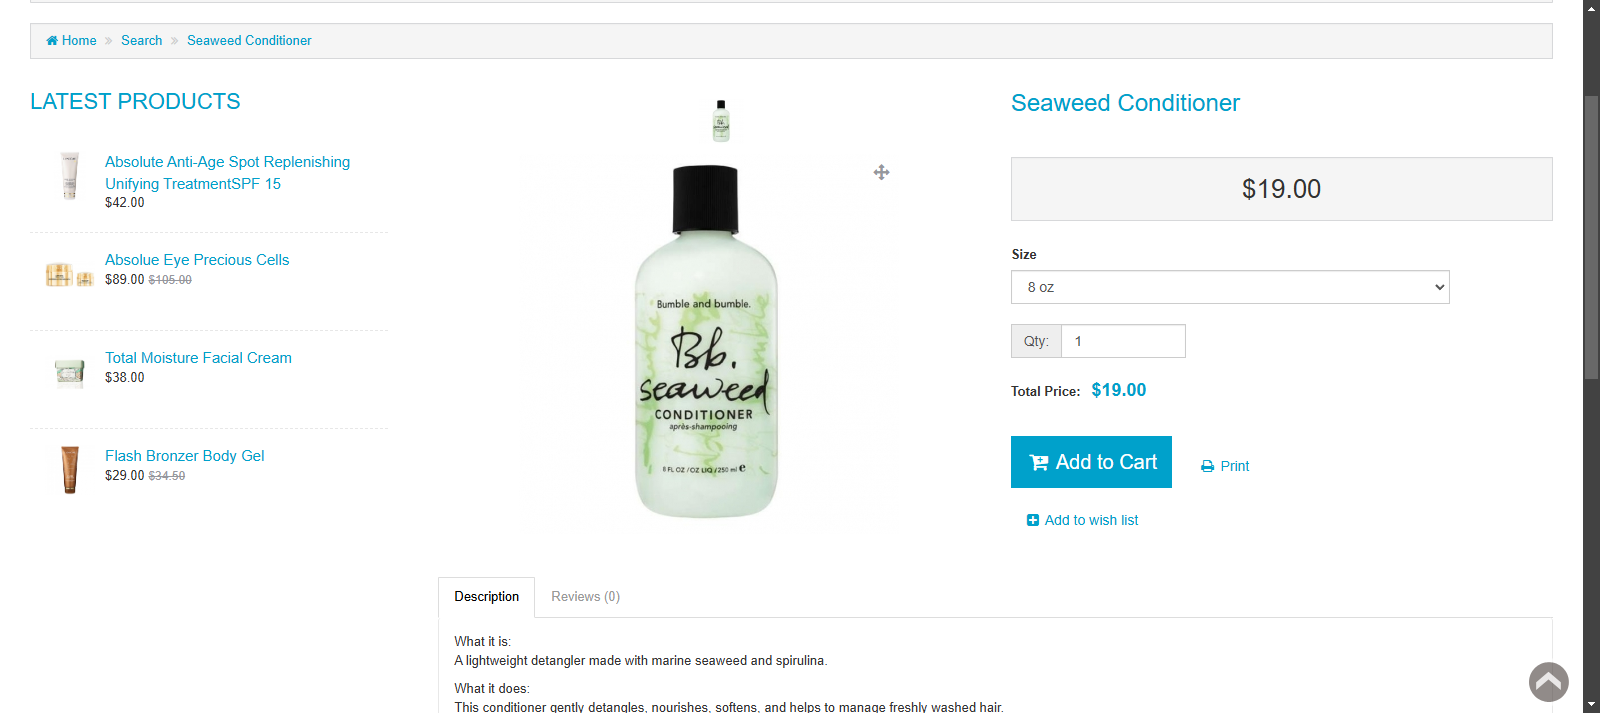 Home » Search » Seaweed Conditioner
LATEST PRODUCTS
Absolute Anti-Age Spot Replenishing
Unifying TreatmentSPF 15
$42.00
Absolue Eye Precious Cells
$89.00 $105.00
Total Moisture Facial Cream
$38.00
Flash Bronzer Body Gel
$29.00 $34.50
Bumble and bumble.
Bb.
seaweed
CONDITIONER
après-shampooing
8 FL OZ/OZ LIQ/250 ml e
Seaweed Conditioner
$19.00
Size
8 oz
Qty: 1
Total Price: $19.00
Add to Cart
Print
Add to wish list
Description
Reviews (0)
What it is:
A lightweight detangler made with marine seaweed and spirulina.
What it does:
This conditioner gently detangles, nourishes, softens, and helps to manage freshly washed hair.